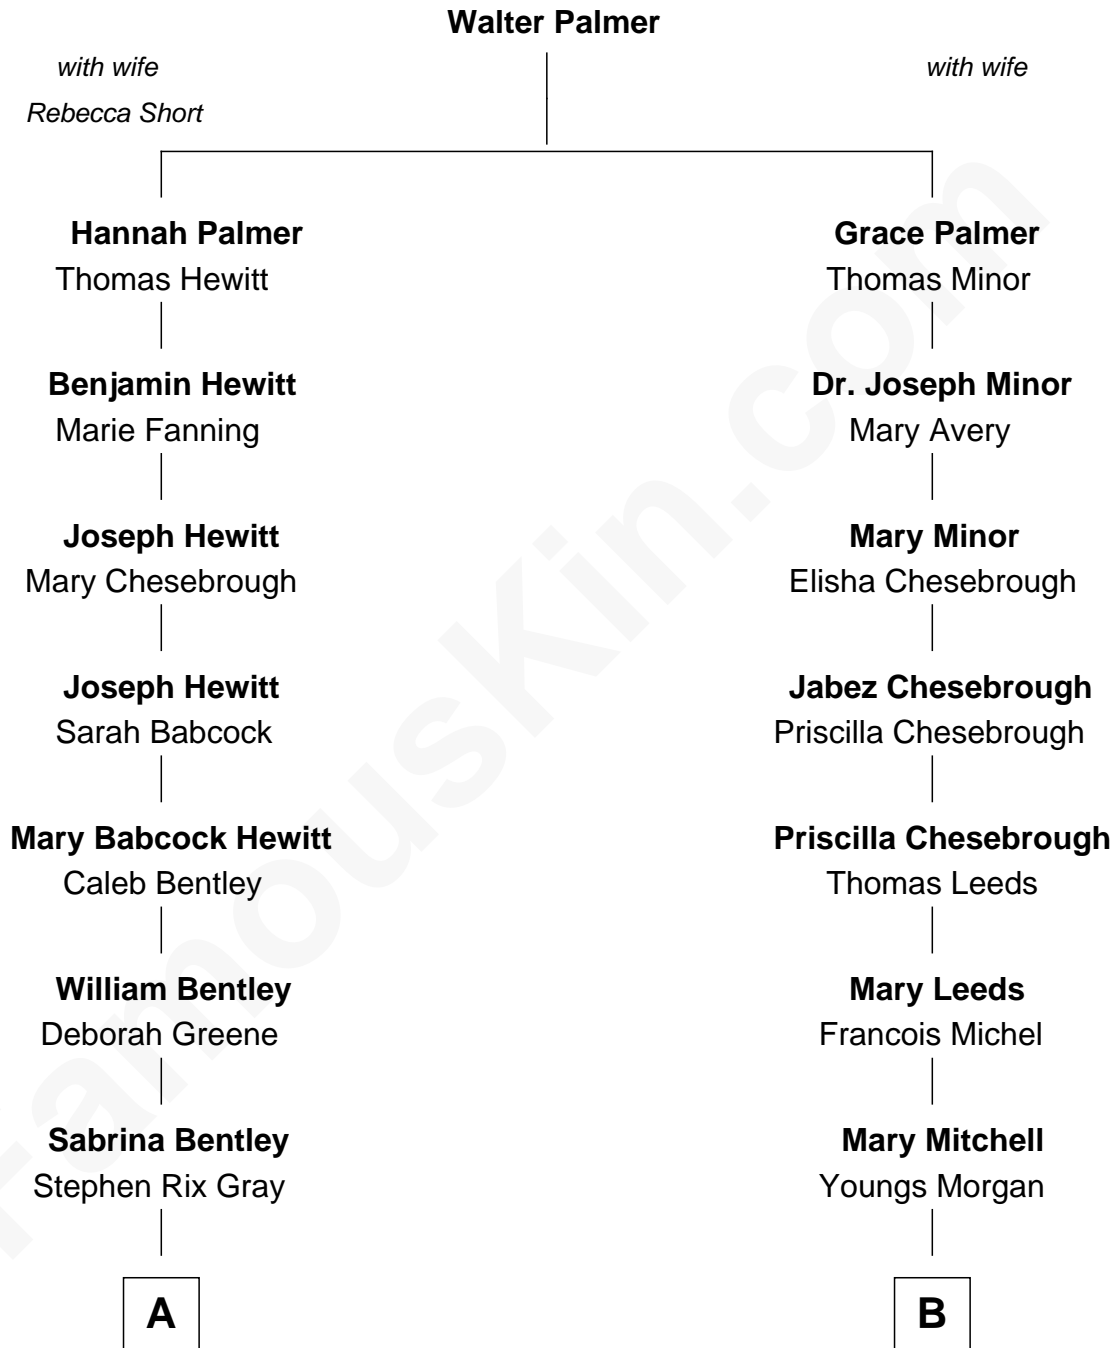 Walter Palmer
with wife
Rebecca Short
with wife
Hannah Palmer
Thomas Hewitt
Grace Palmer
Thomas Minor
Benjamin Hewitt
Marie Fanning
Dr. Joseph Minor
Mary Avery
Joseph Hewitt
Mary Chesebrough
Mary Minor
Elisha Chesebrough
Joseph Hewitt
Sarah Babcock
Jabez Chesebrough
Priscilla Chesebrough
Mary Babcock Hewitt
Caleb Bentley
Priscilla Chesebrough
Thomas Leeds
William Bentley
Deborah Greene
Mary Leeds
Francois Michel
Sabrina Bentley
Stephen Rix Gray
Mary Mitchell
Youngs Morgan
A
B
FamousKin.com